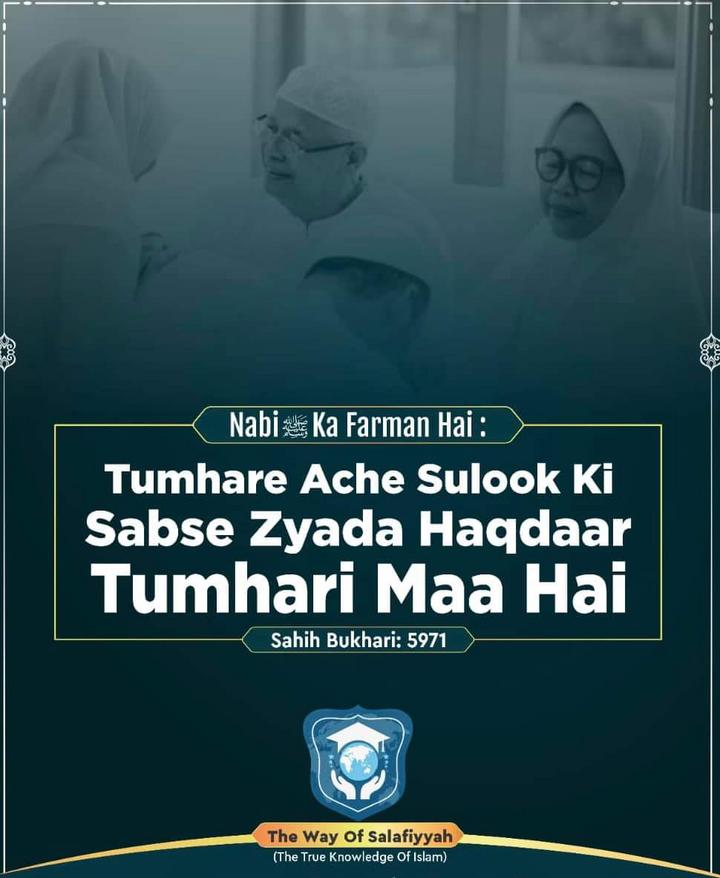 Nabi ﷺ Ka Farman Hai :
Tumhare Ache Sulook Ki
Sabse Zyada Haqdaar
Tumhari Maa Hai
Sahih Bukhari: 5971
The Way Of Salafiyyah
(The True Knowledge Of Islam)